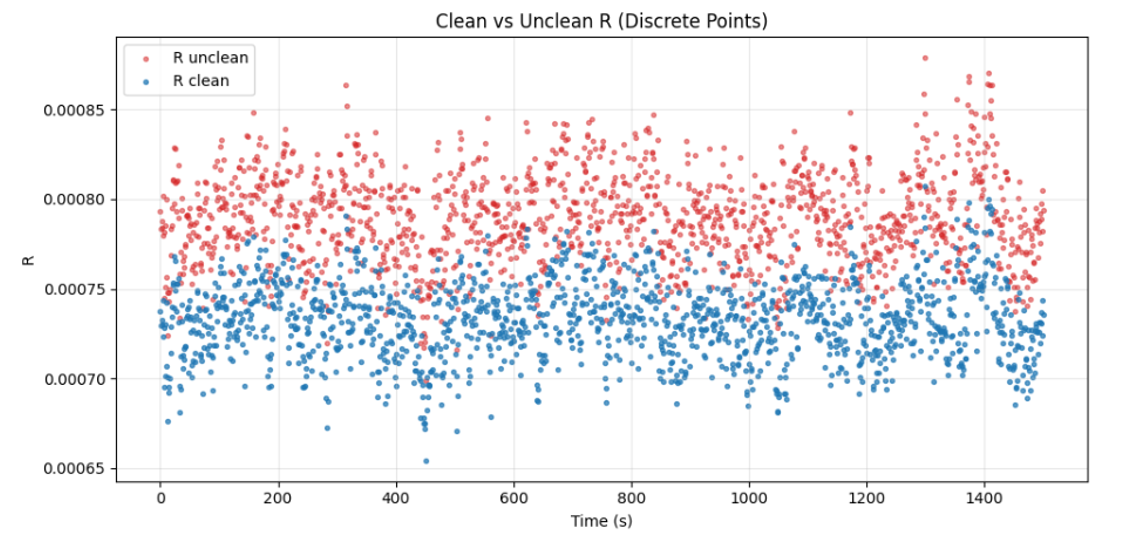 Clean vs Unclean R (Discrete Points)
R unclean
R clean
0.00085
0.00080
0.00075
0.00070
0.00065
R
0 200 400 600 800 1000 1200 1400
Time (s)